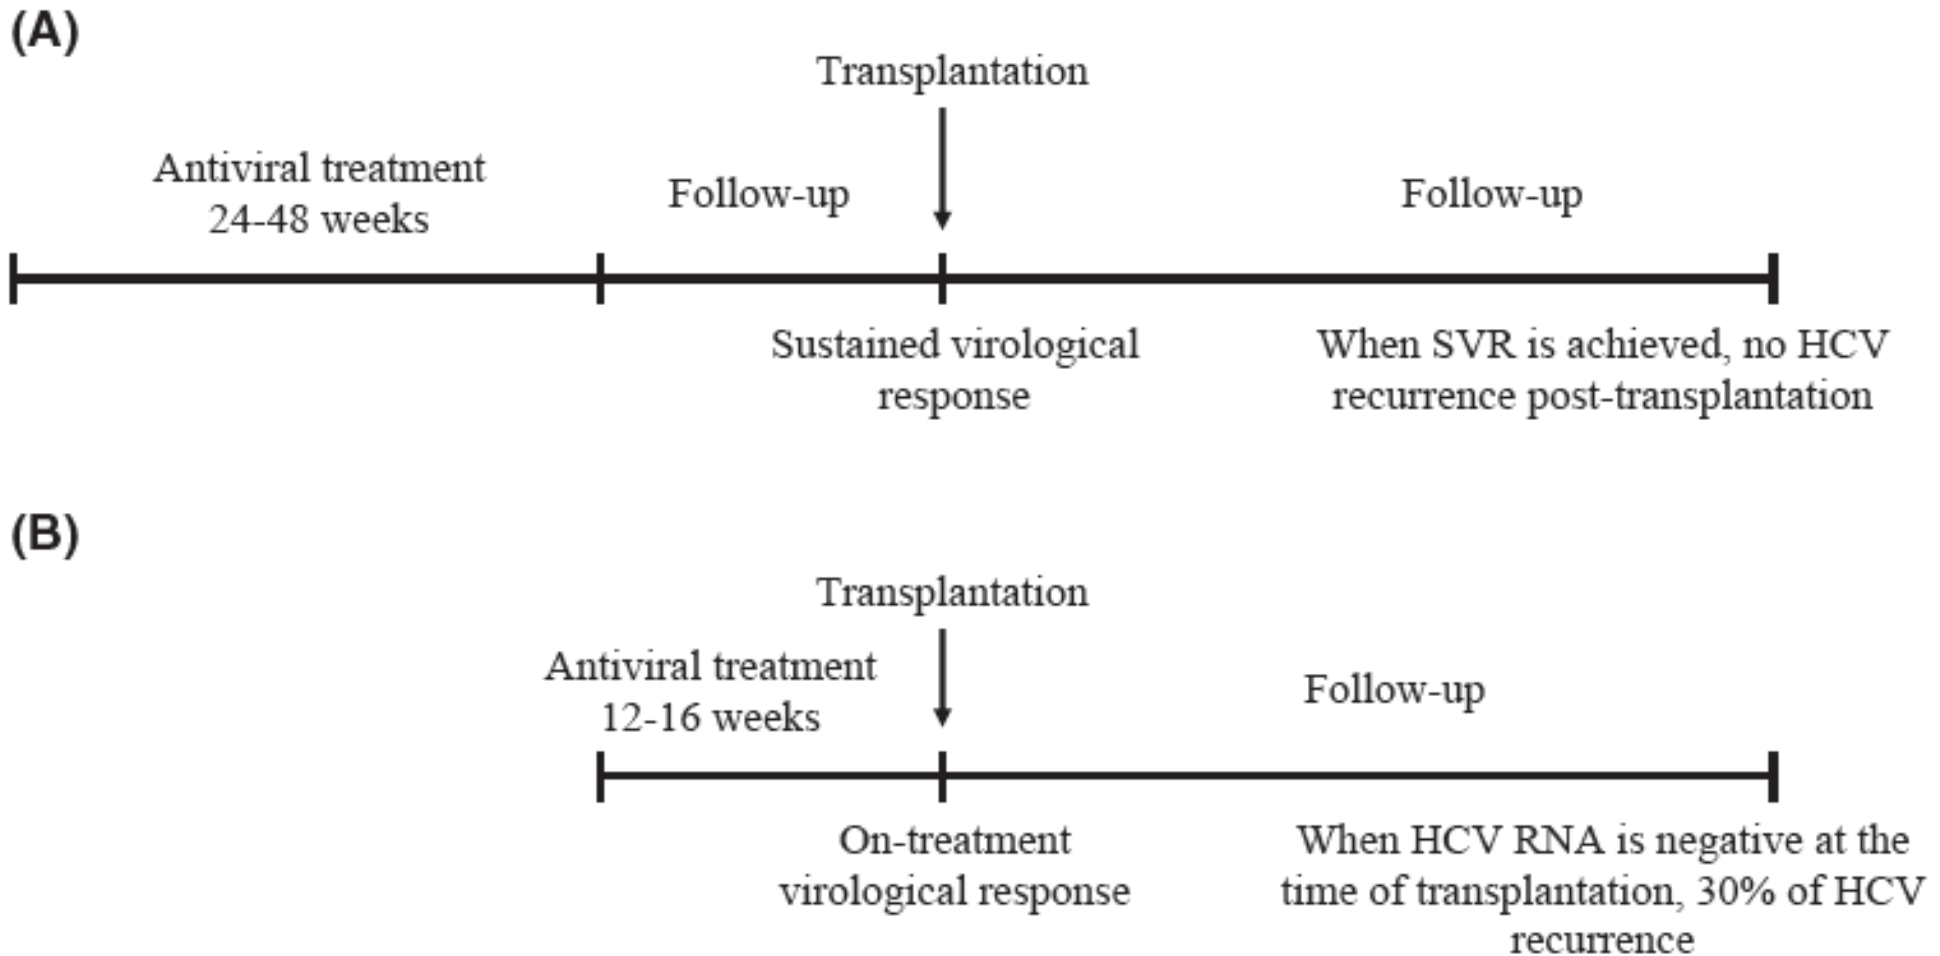 (A)
Transplantation
Antiviral treatment
24-48 weeks
Follow-up
Follow-up
Sustained virological
response
When SVR is achieved, no HCV
recurrence post-transplantation
(B)
Transplantation
Antiviral treatment
12-16 weeks
Follow-up
On-treatment
virological response
When HCV RNA is negative at the
time of transplantation, 30% of HCV
recurrence